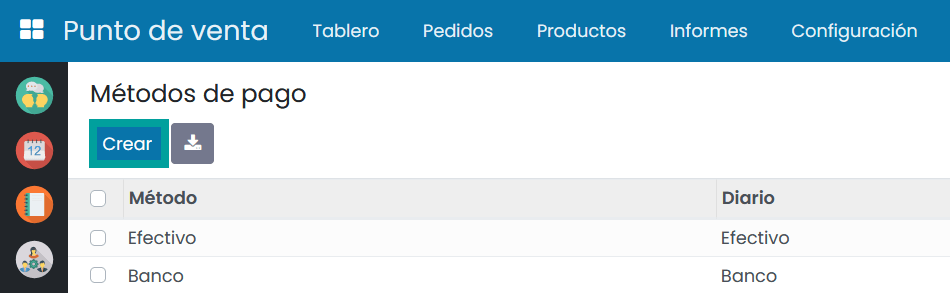 Punto de venta Tablero Pedidos Productos Informes Configuración
Métodos de pago
Crear
12
Método Diario
Efectivo Efectivo
Banco Banco